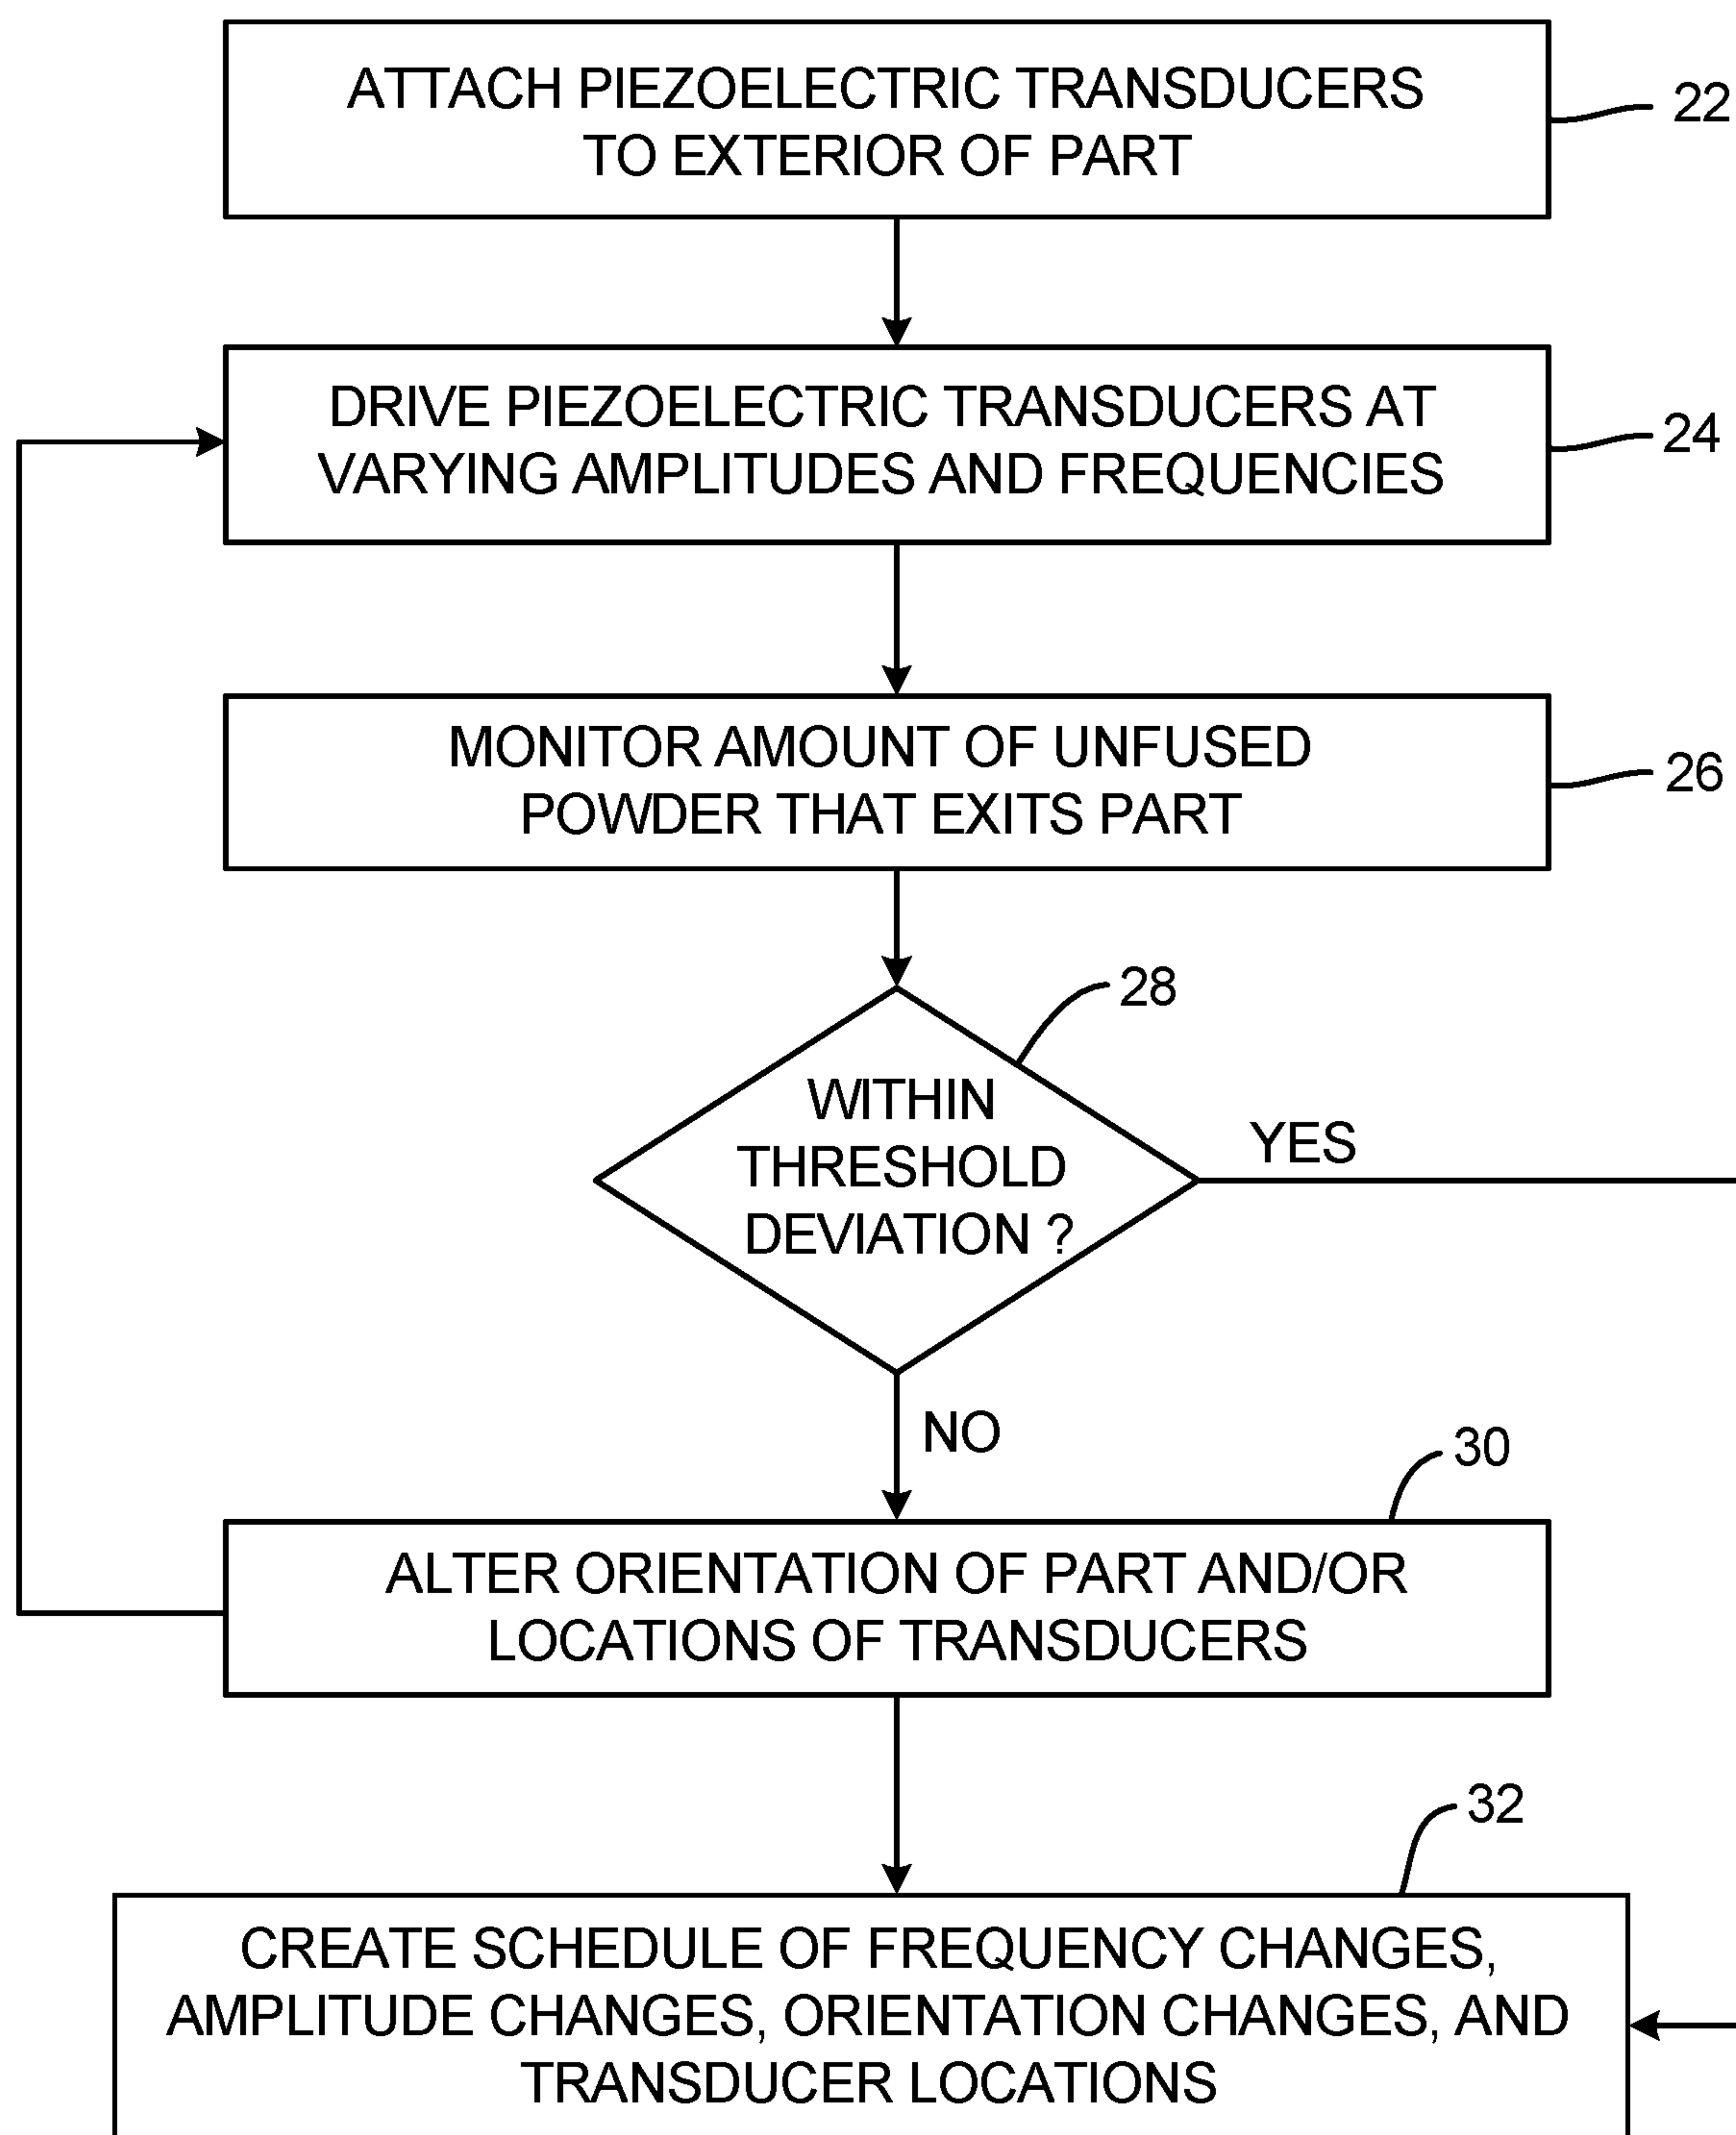 ATTACH PIEZOELECTRIC TRANSDUCERS
TO EXTERIOR OF PART
22
DRIVE PIEZOELECTRIC TRANSDUCERS AT
VARYING AMPLITUDES AND FREQUENCIES
24
MONITOR AMOUNT OF UNFUSED
POWDER THAT EXITS PART
26
28
WITHIN
THRESHOLD
DEVIATION ?
YES
NO
30
ALTER ORIENTATION OF PART AND/OR
LOCATIONS OF TRANSDUCERS
32
CREATE SCHEDULE OF FREQUENCY CHANGES,
AMPLITUDE CHANGES, ORIENTATION CHANGES, AND
TRANSDUCER LOCATIONS